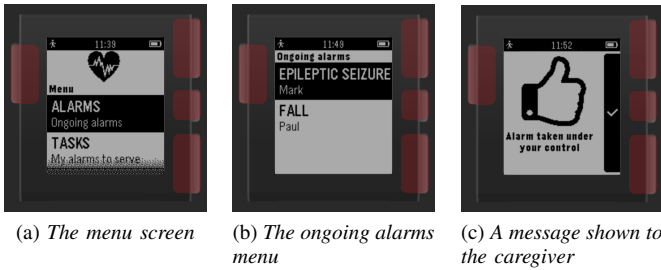 11:39
Menu
ALARMS
Ongoing alarms
TASKS
My alarms to serve
(a) The menu screen
11:49
Ongoing alarms
EPILEPTIC SEIZURE
Mark
FALL
Paul
(b) The ongoing alarms
menu
11:52
Alarm taken under
your control
(c) A message shown to
the caregiver